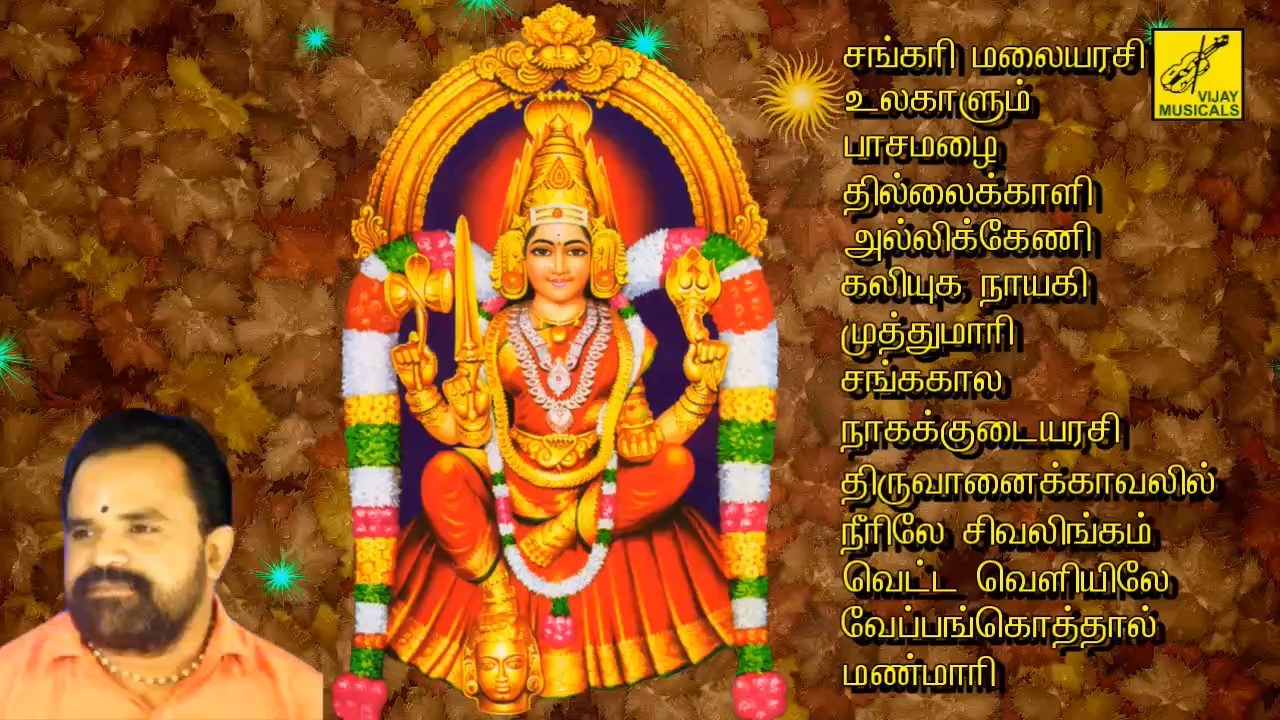 சங்கரி மலையரசி
உலகாளும்
பாசமழை
தில்லைக்காளி
அல்லிக்கேணி
கலியுக நாயகி
முத்துமாரி
சங்ககால
நாகக்குடையரசி
திருவானைக்காவலில்
நீரிலே சிவலிங்கம்
வெட்ட வெளியிலே
வேப்பங்கொத்தால்
மண்மாரி
VIJAY
MUSICALS